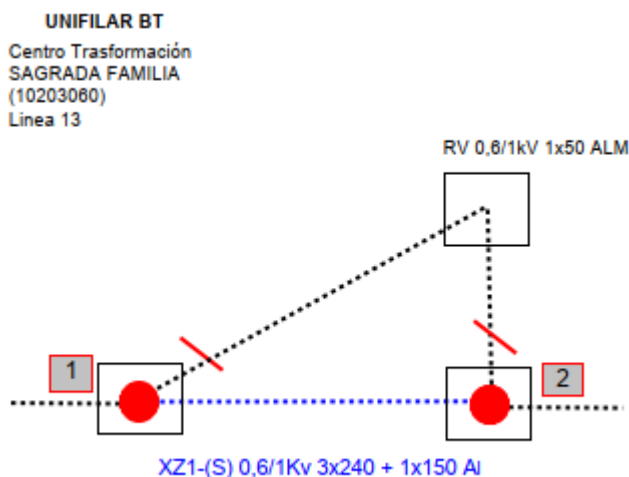 UNIFILAR BT
Centro Trasformación
SAGRADA FAMILIA
(10203060)
Linea 13
RV 0,6/1kV 1x50 ALM
1
2
XZ1-(S) 0,6/1Kv 3x240 + 1x150 Al